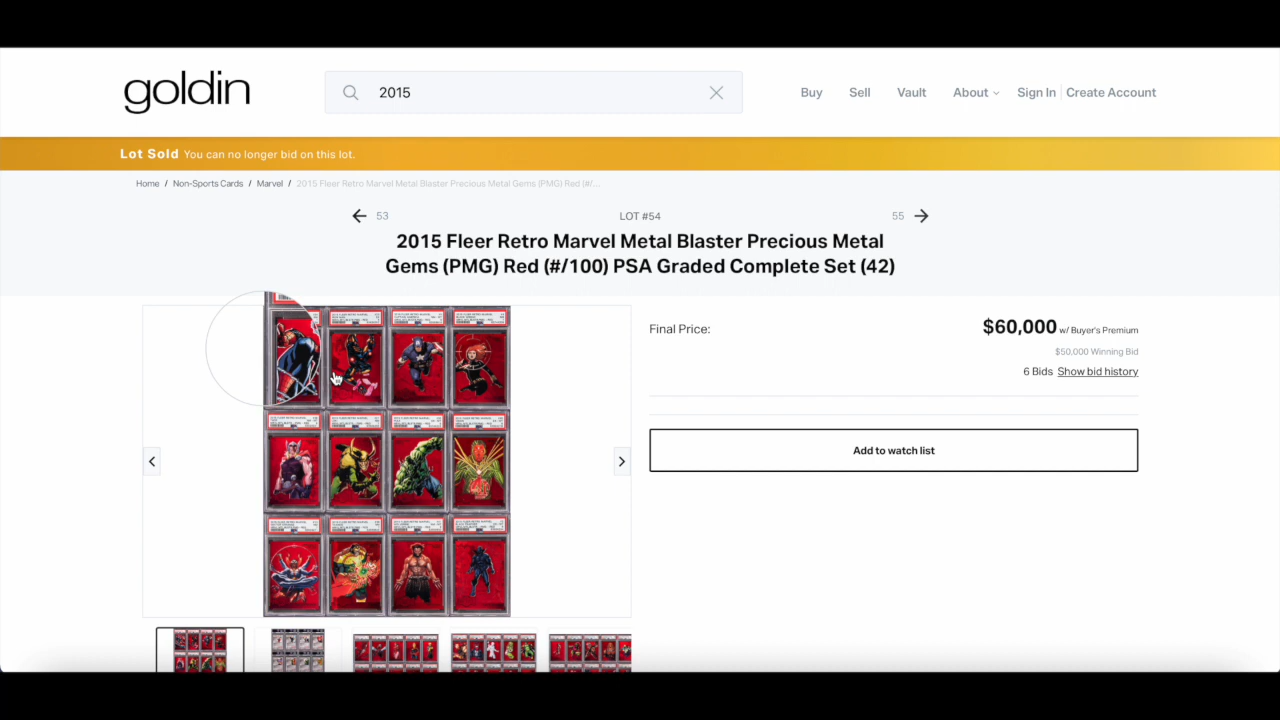 goldin
2015
Buy
Sell
Vault
About
Sign In
Create Account
Lot Sold You can no longer bid on this lot.
Home / Non-Sports Cards / Marvel / 2015 Fleer Retro Marvel Metal Blaster Precious Metal Gems (PMG) Red (#/...
53
LOT #54
55
2015 Fleer Retro Marvel Metal Blaster Precious Metal
Gems (PMG) Red (#/100) PSA Graded Complete Set (42)
Final Price:
$60,000 w/ Buyer's Premium
$50,000 Winning Bid
6 Bids Show bid history
Add to watch list